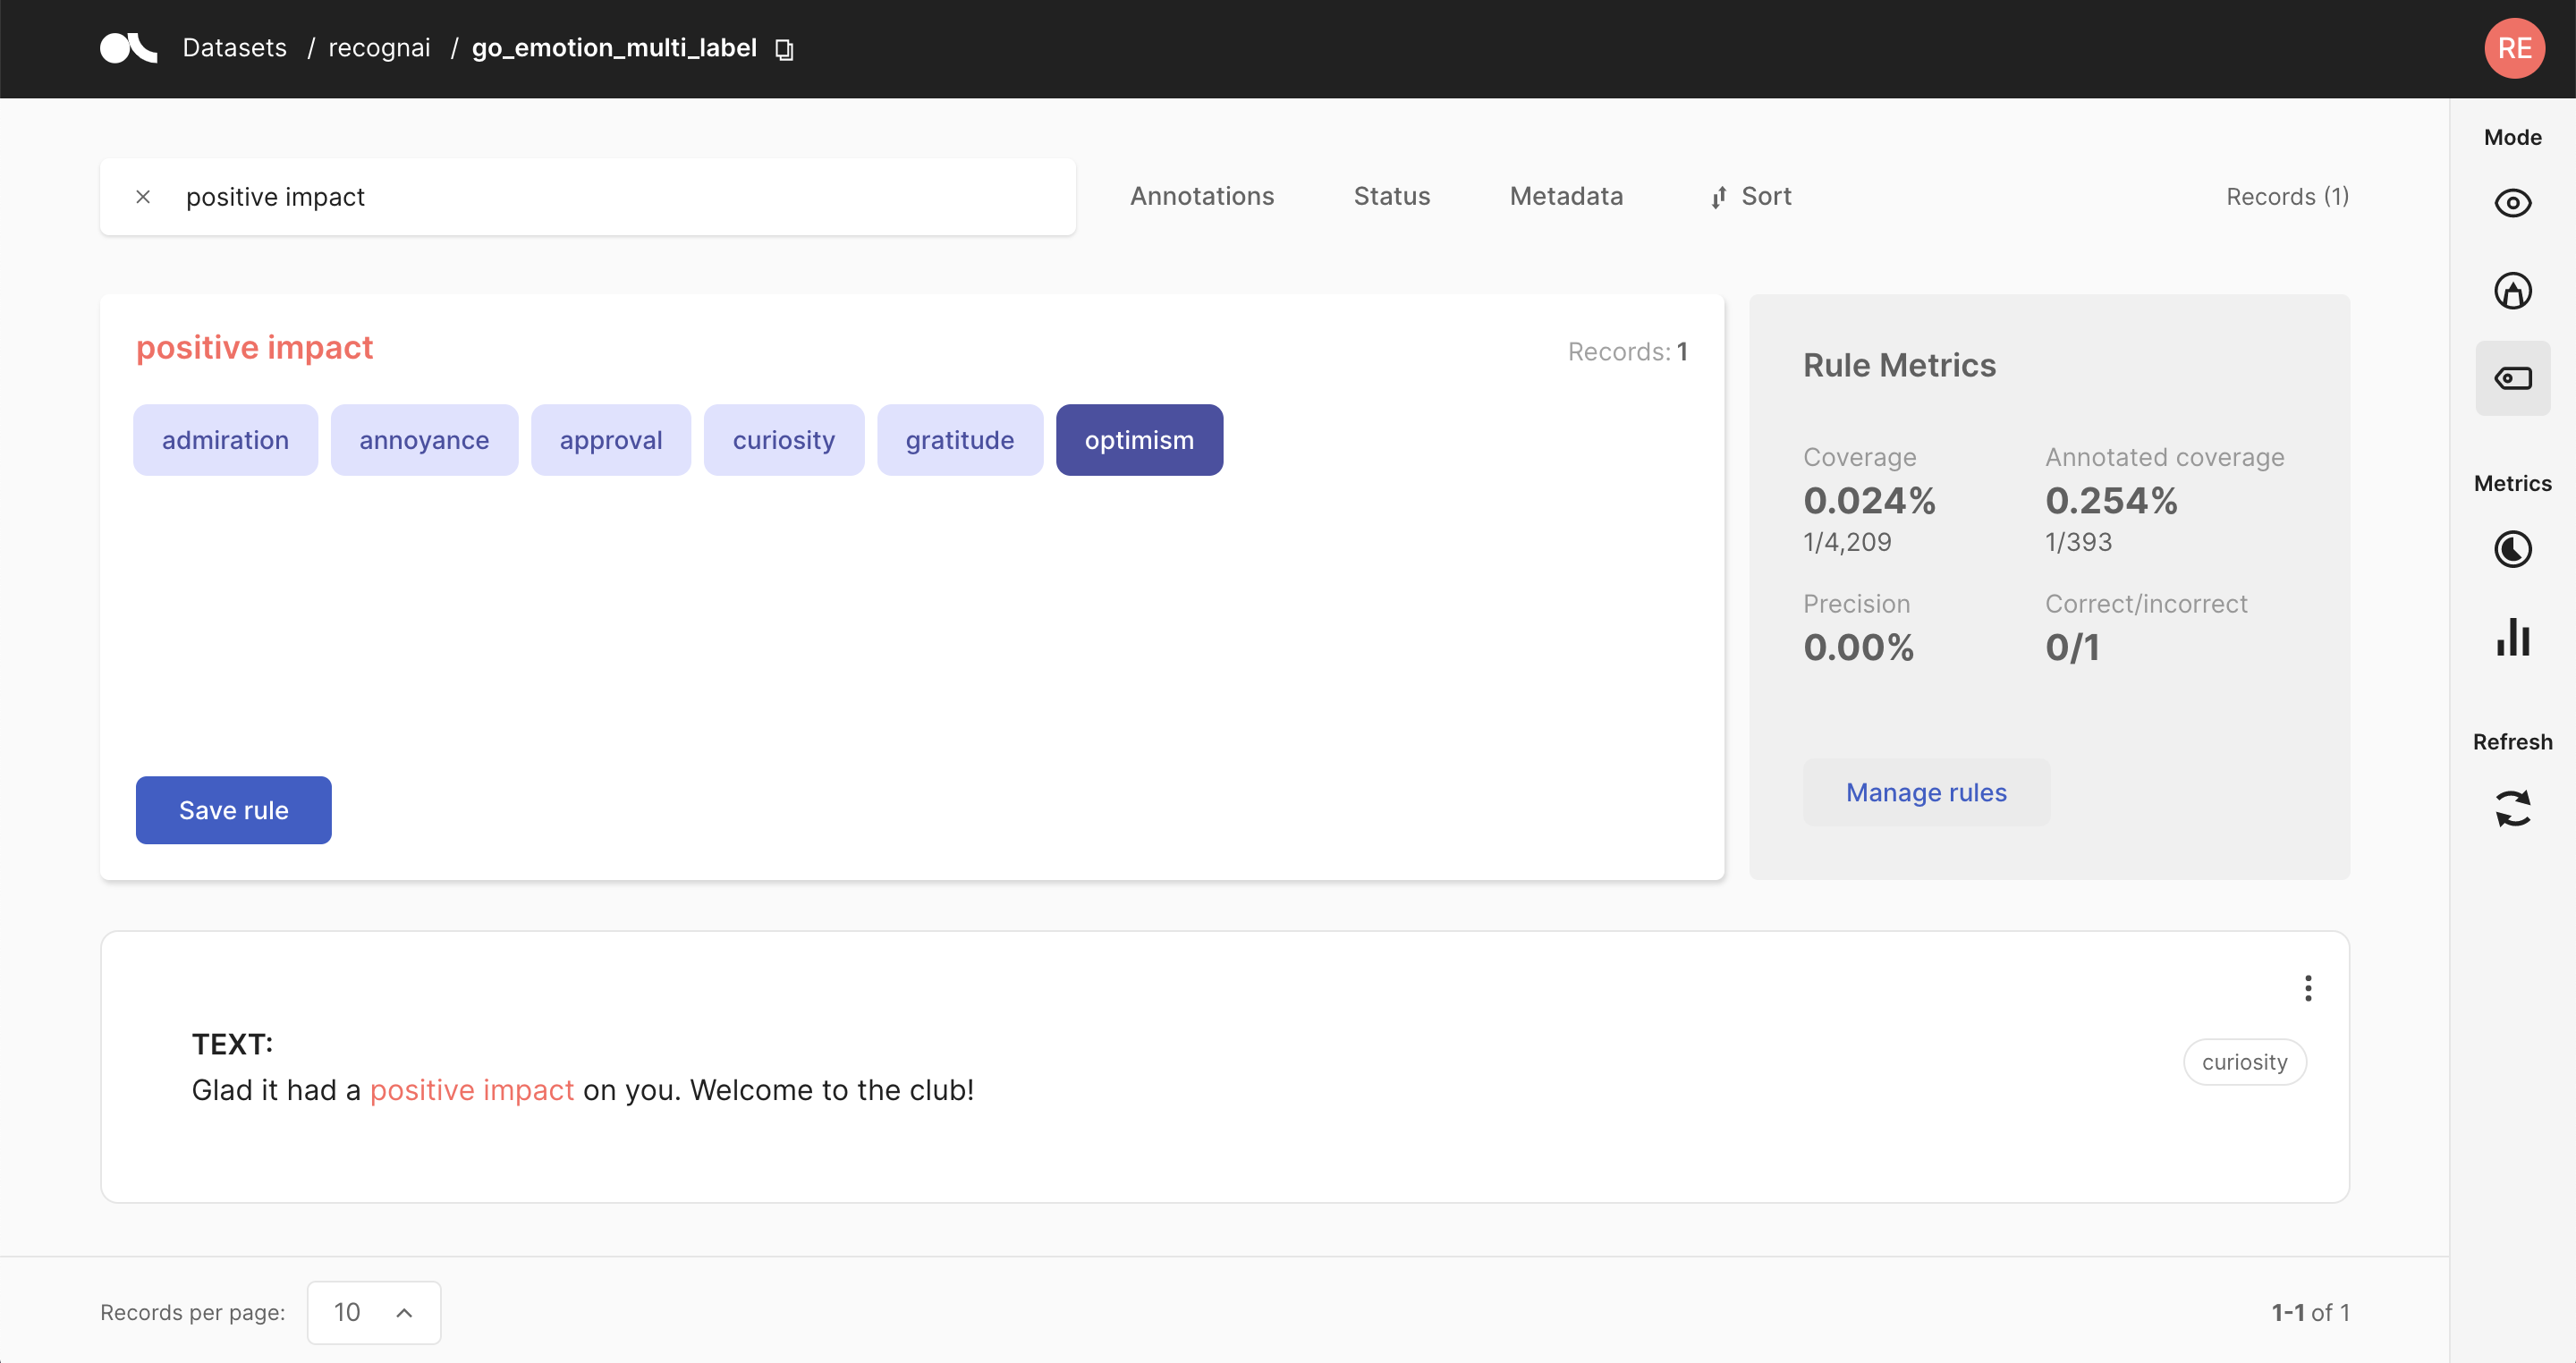 Datasets / recognai / go_emotion_multi_label
RE
positive impact
Annotations
Status
Metadata
Sort
Records (1)
Mode
positive impact
Records: 1
admiration
annoyance
approval
curiosity
gratitude
optimism
Save rule
Rule Metrics
Coverage
0.024%
1/4,209
Annotated coverage
0.254%
1/393
Precision
0.00%
Correct/incorrect
0/1
Manage rules
Metrics
Refresh
TEXT:
Glad it had a positive impact on you. Welcome to the club!
curiosity
Records per page: 10
1-1 of 1